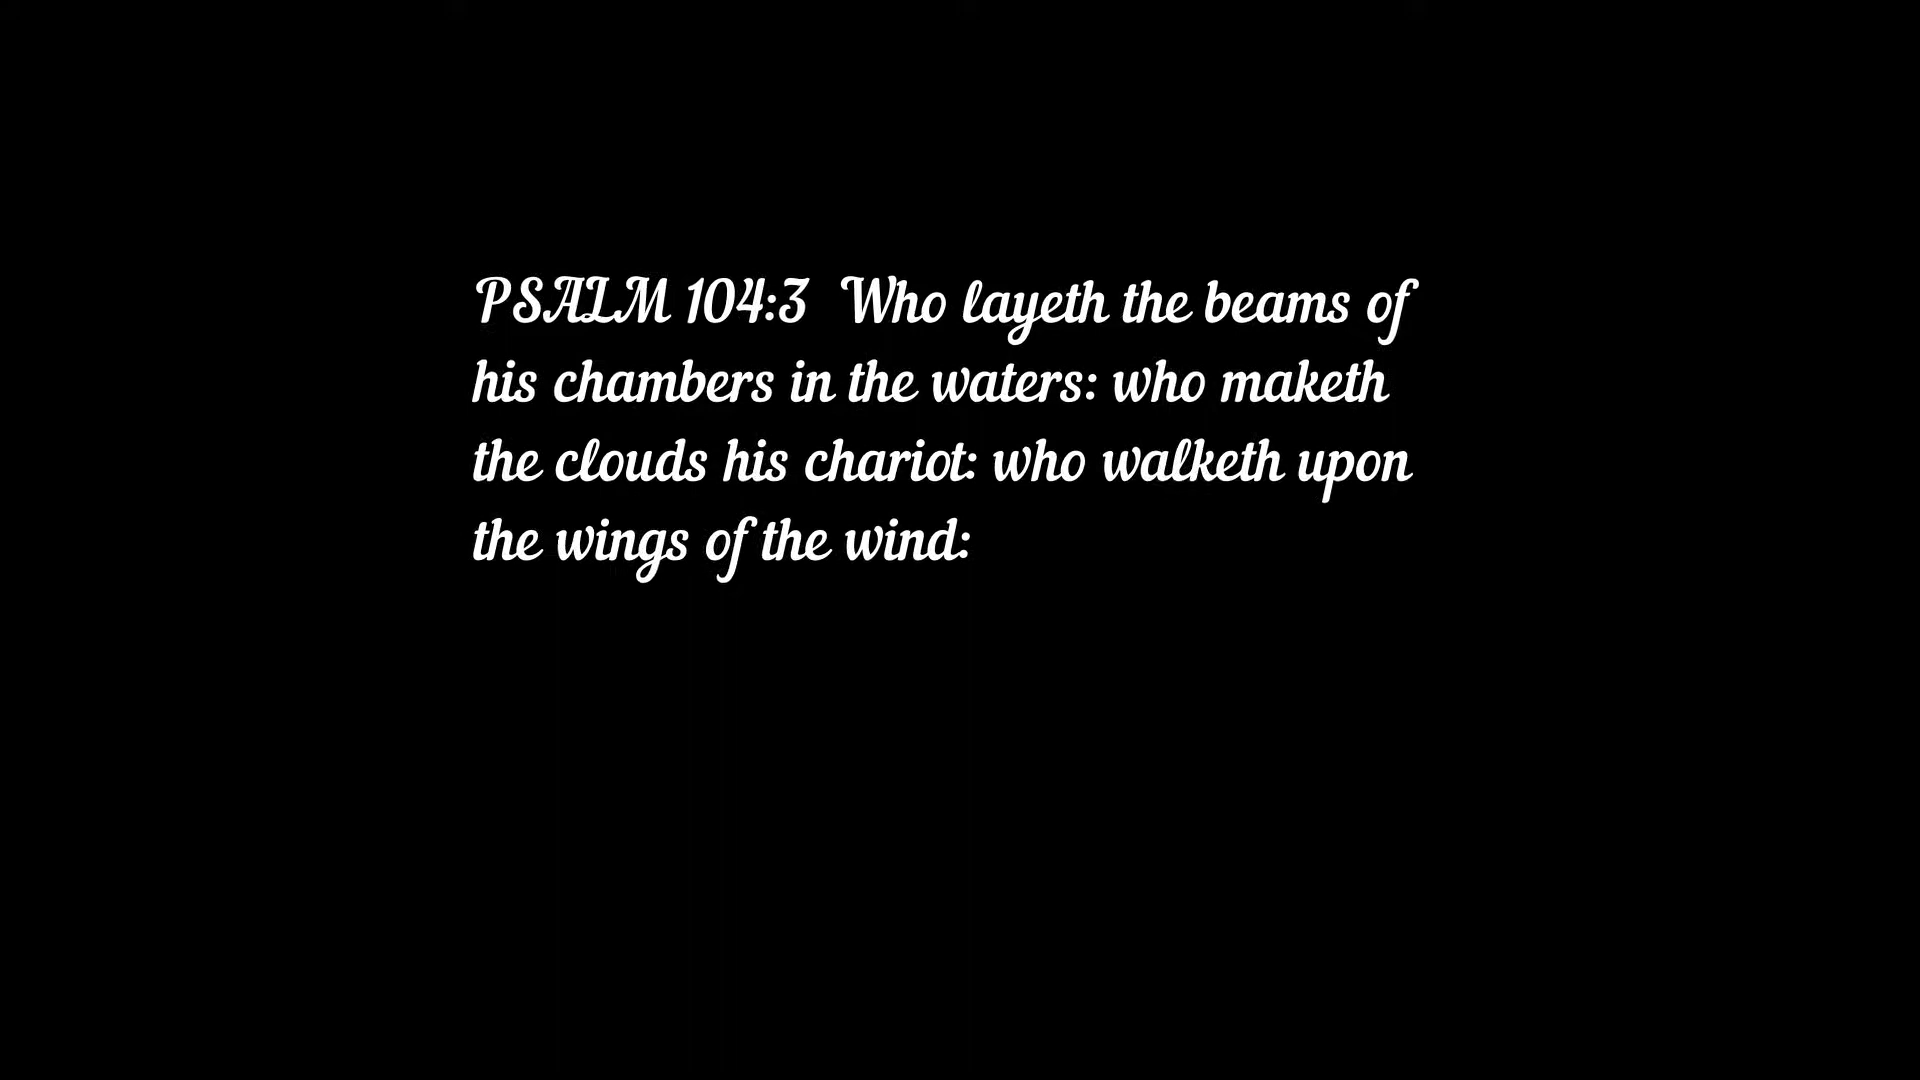 PSALM 104:3  Who layeth the beams of
his chambers in the waters: who maketh
the clouds his chariot: who walketh upon
the wings of the wind: